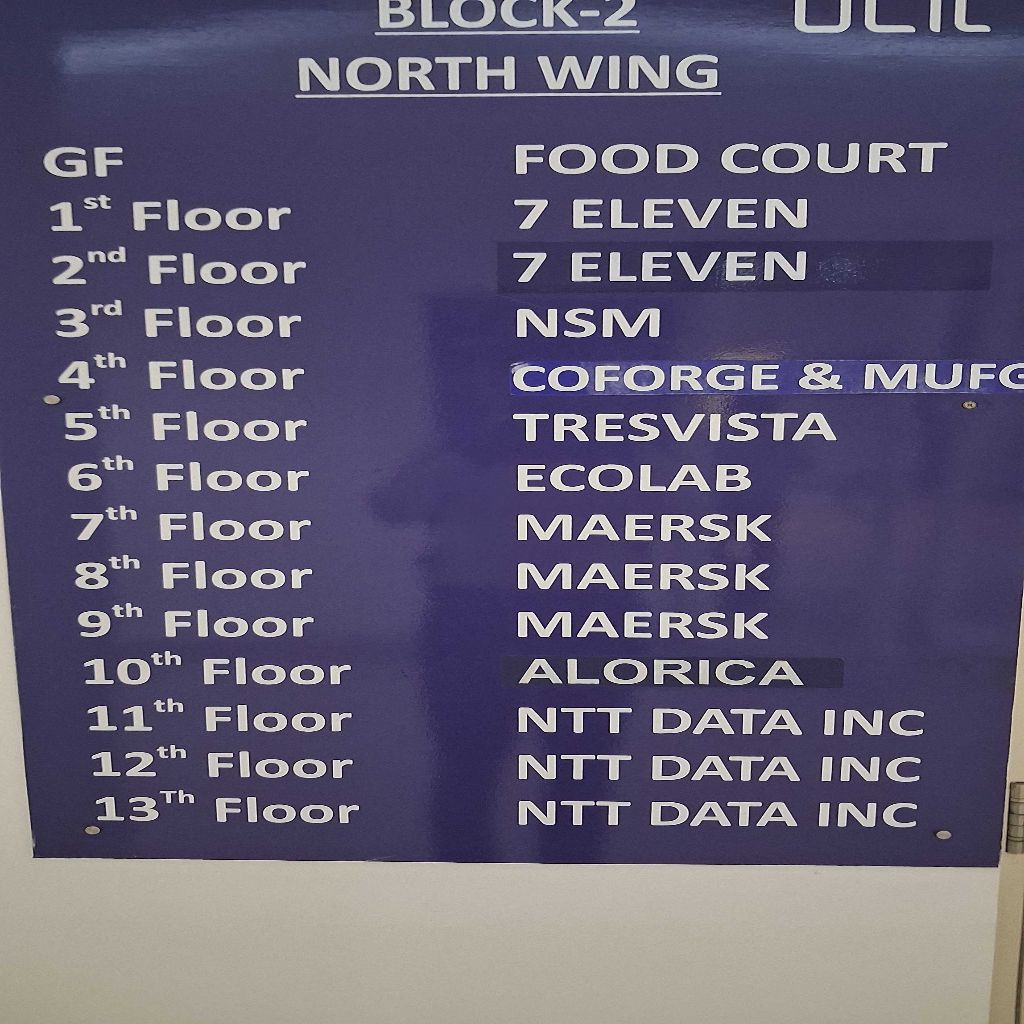 BLOCK-2
NORTH WING
GF FOOD COURT
1st Floor 7 ELEVEN
2nd Floor 7 ELEVEN
3rd Floor NSM
4th Floor COFORGE & MUFG
5th Floor TRESVISTA
6th Floor ECOLAB
7th Floor MAERSK
8th Floor MAERSK
9th Floor MAERSK
10th Floor ALORICA
11th Floor NTT DATA INC
12th Floor NTT DATA INC
13Th Floor NTT DATA INC